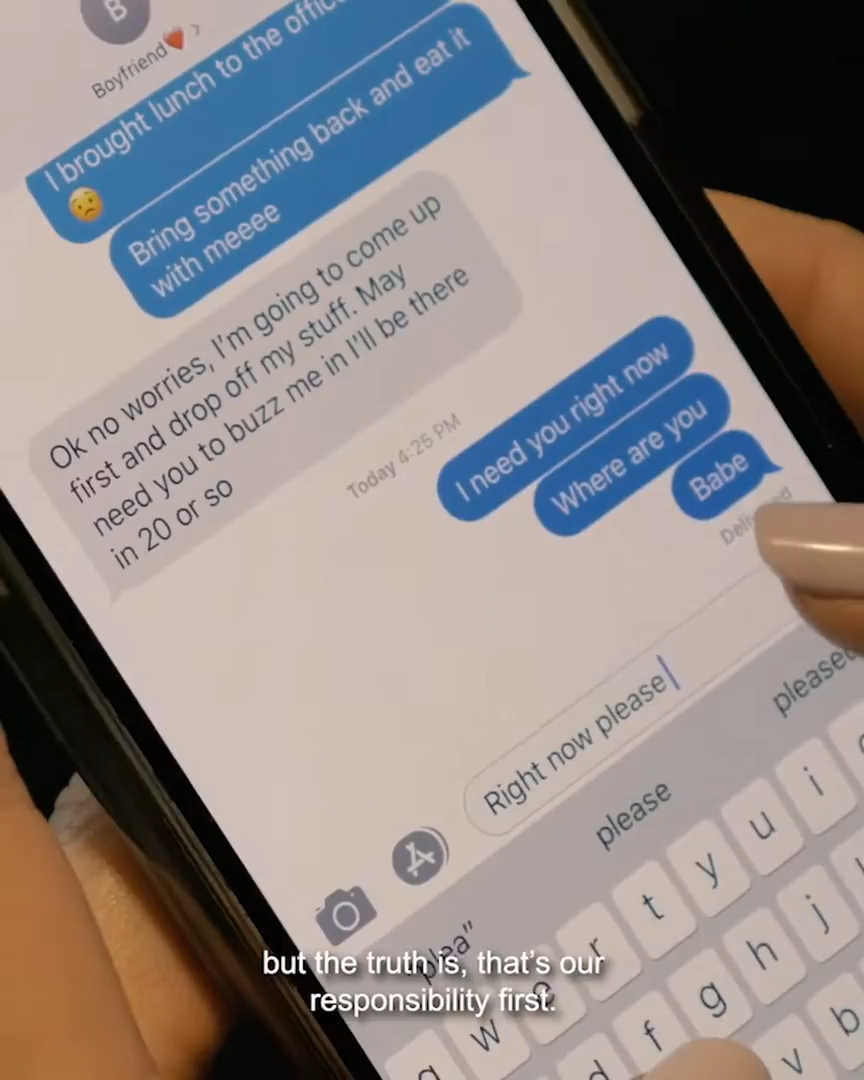 B
Boyfriend❤️ >
I brought lunch to the
😟
Bring something back and eat it
with meeee
Ok no worries, I'm going to come up
first and drop off my stuff. May
need you to buzz me in I'll be there
in 20 or so
Today 4:25 PM
I need you right now
Where are you
Babe
Right now please
please
pleased
w e r t y u i
d f g h j
v b
but the truth is, that's our
responsibility first.